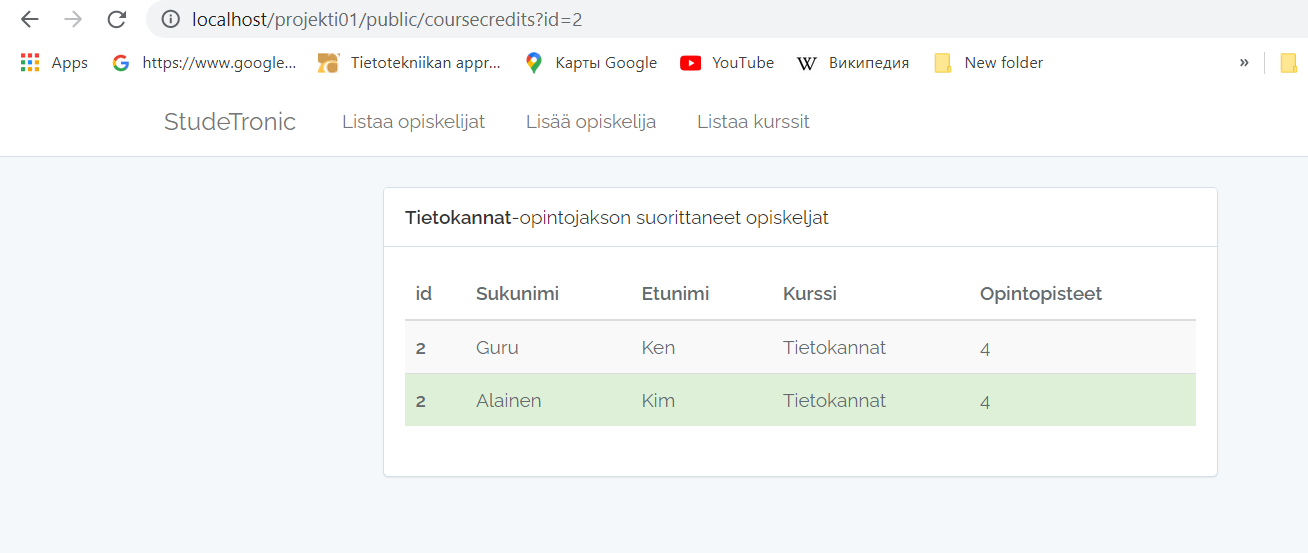 localhost/projekti01/public/coursecredits?id=2
Apps https://www.google... Tietotekniikan appr... Карты Google YouTube W Википедия New folder »
StudeTronic Listaa opiskelijat Lisää opiskelija Listaa kurssit
Tietokannat-opintojakson suorittaneet opiskeljat
id Sukunimi Etunimi Kurssi Opintopisteet
2 Guru Ken Tietokannat 4
2 Alainen Kim Tietokannat 4